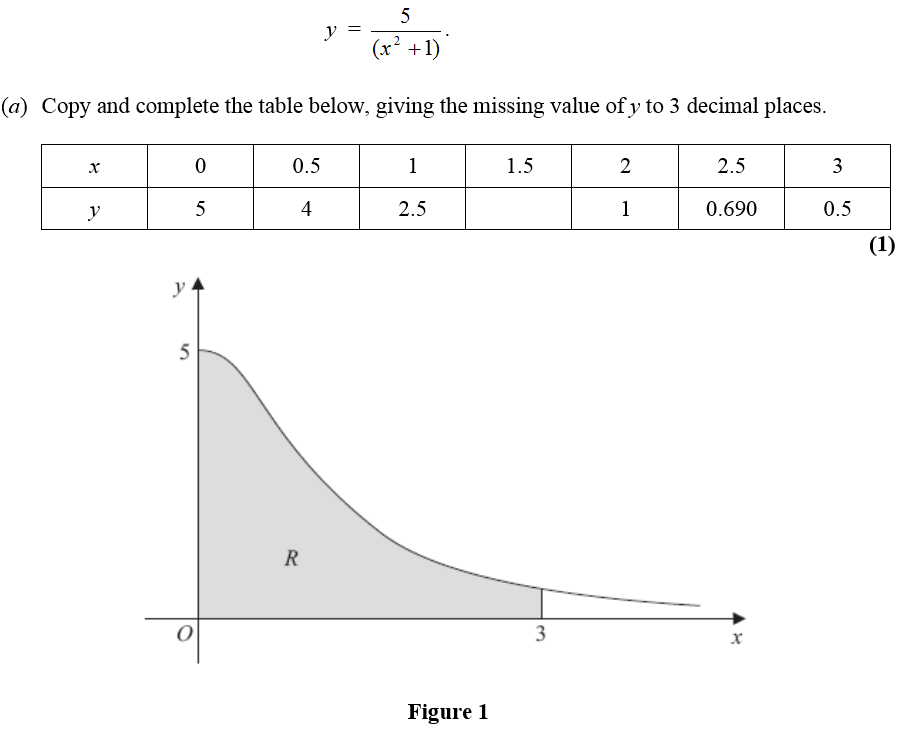 y = 5 / (x² + 1) .
(a) Copy and complete the table below, giving the missing value of y to 3 decimal places.
x 0 0.5 1 1.5 2 2.5 3
y 5 4 2.5 1 0.690 0.5
(1)
y
5
R
O 3 x
Figure 1